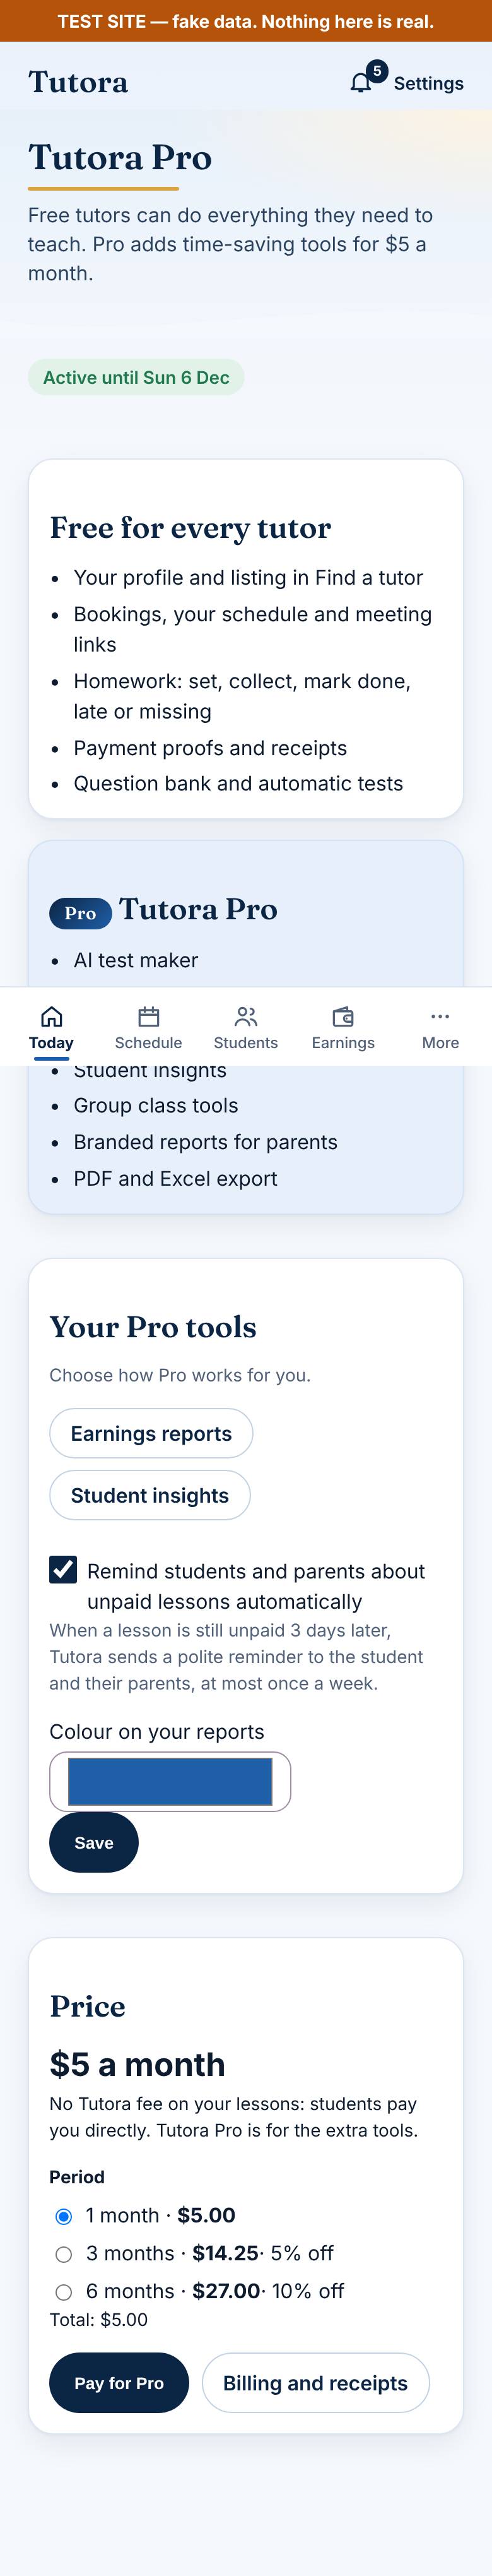 TEST SITE — fake data. Nothing here is real.
Tutora
5
Settings
Tutora Pro
Free tutors can do everything they need to
teach. Pro adds time-saving tools for $5 a
month.
Active until Sun 6 Dec
Free for every tutor
• Your profile and listing in Find a tutor
• Bookings, your schedule and meeting
links
• Homework: set, collect, mark done,
late or missing
• Payment proofs and receipts
• Question bank and automatic tests
Pro Tutora Pro
• AI test maker
Today Schedule Students Earnings More
• Student insights
• Group class tools
• Branded reports for parents
• PDF and Excel export
Your Pro tools
Choose how Pro works for you.
Earnings reports
Student insights
Remind students and parents about
unpaid lessons automatically
When a lesson is still unpaid 3 days later,
Tutora sends a polite reminder to the student
and their parents, at most once a week.
Colour on your reports
Save
Price
$5 a month
No Tutora fee on your lessons: students pay
you directly. Tutora Pro is for the extra tools.
Period
1 month · $5.00
3 months · $14.25· 5% off
6 months · $27.00· 10% off
Total: $5.00
Pay for Pro
Billing and receipts